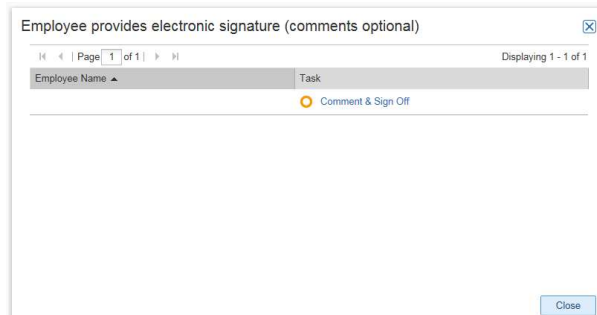 Employee provides electronic signature (comments optional)
Page 1 of 1 Displaying 1 - 1 of 1
Employee Name Task
Comment & Sign Off
Close